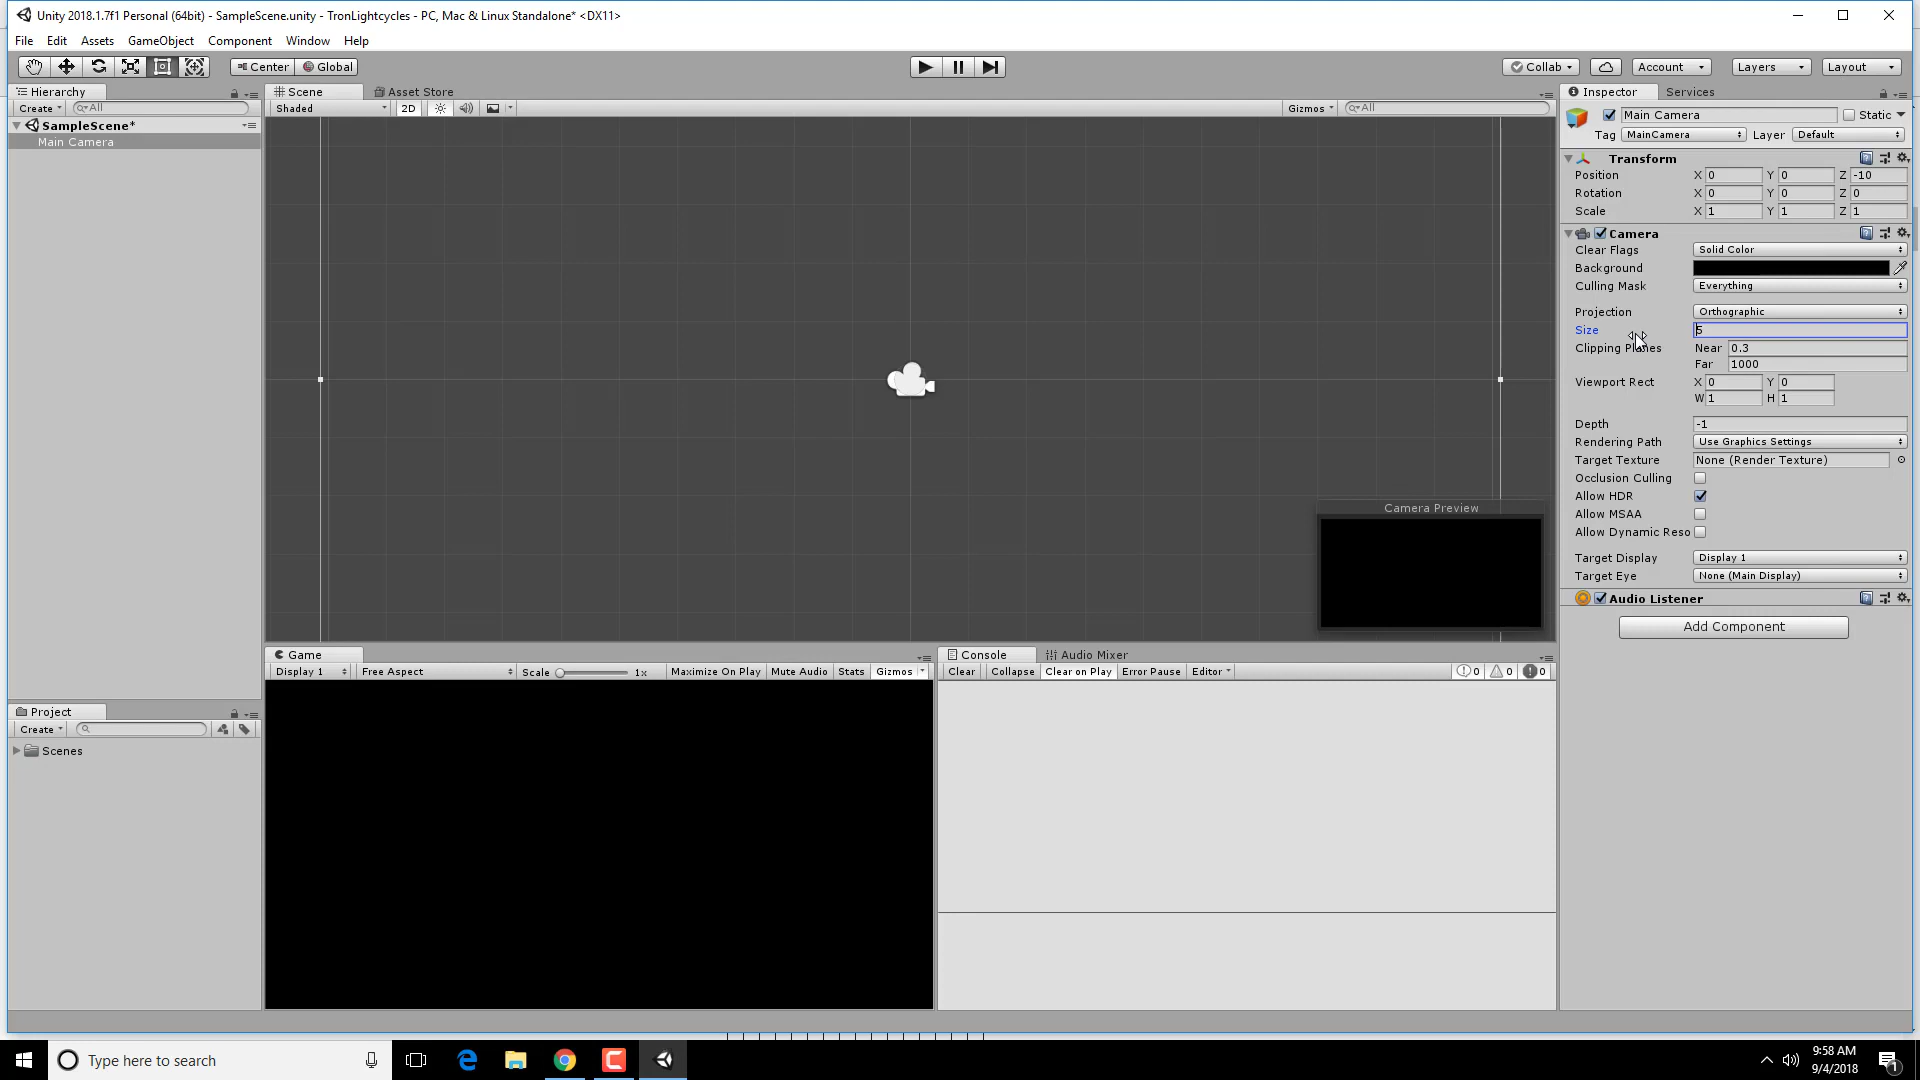 Unity 2018.1.7f1 Personal (64bit) - SampleScene.unity - TronLightcycles - PC, Mac & Linux Standalone* <DX11>
File Edit Assets GameObject Component Window Help
Center Global Collab Account Layers Layout
Hierarchy
Create All
SampleScene*
Main Camera
Scene Asset Store
Shaded 2D Gizmos All
Camera Preview
Inspector Services
Main Camera Static
Tag MainCamera Layer Default
Transform
Position X 0 Y 0 Z -10
Rotation X 0 Y 0 Z 0
Scale X 1 Y 1 Z 1
Camera
Clear Flags Solid Color
Background
Culling Mask Everything
Projection Orthographic
Size 5
Clipping Planes Near 0.3
Far 1000
Viewport Rect X 0 Y 0
W 1 H 1
Depth -1
Rendering Path Use Graphics Settings
Target Texture None (Render Texture)
Occlusion Culling
Allow HDR
Allow MSAA
Allow Dynamic Reso
Target Display Display 1
Target Eye None (Main Display)
Audio Listener
Add Component
Project
Create
Scenes
Game
Display 1 Free Aspect Scale 1x Maximize On Play Mute Audio Stats Gizmos
Console Audio Mixer
Clear Collapse Clear on Play Error Pause Editor 0 0 0
Type here to search
9:58 AM
9/4/2018
1